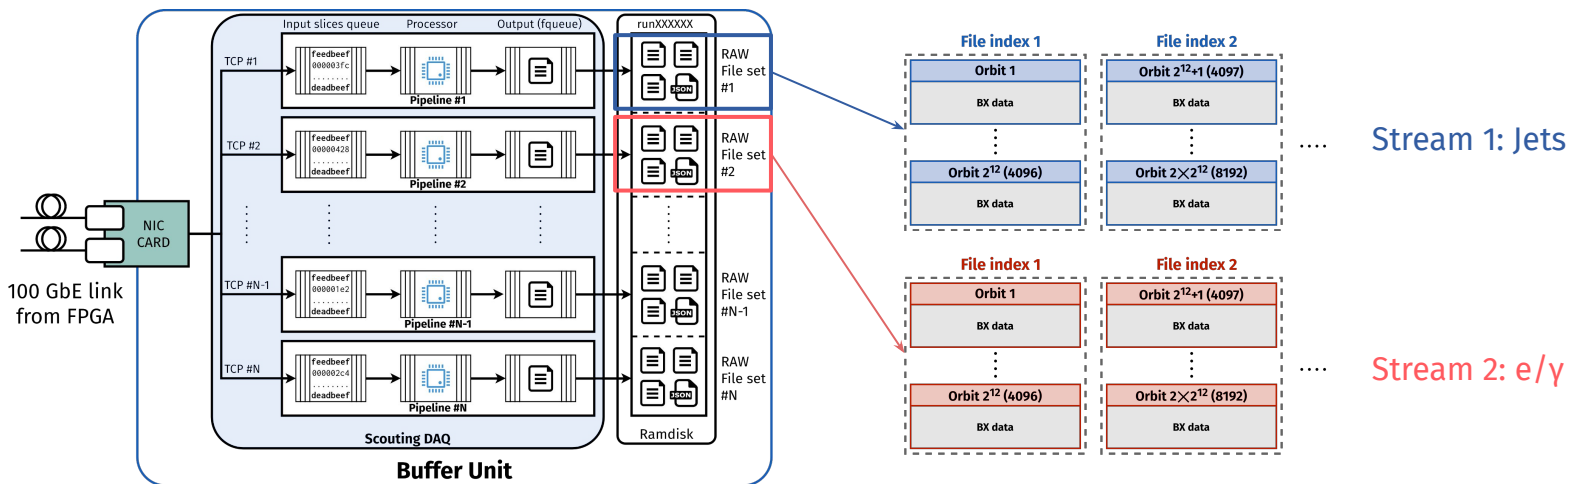 Input slices queue
Processor
Output (fqueue)
runXXXXXX
TCP #1
feedbeef
000003fc
........
deadbeef
Pipeline #1
JSON
RAW
File set
#1
TCP #2
feedbeef
00000428
........
deadbeef
Pipeline #2
JSON
RAW
File set
#2
NIC
CARD
100 GbE link
from FPGA
TCP #N-1
feedbeef
000001e2
........
deadbeef
Pipeline #N-1
JSON
RAW
File set
#N-1
TCP #N
feedbeef
000002c4
........
deadbeef
Pipeline #N
JSON
RAW
File set
#N
Scouting DAQ
Ramdisk
Buffer Unit
File index 1
Orbit 1
BX data
Orbit 2¹² (4096)
BX data
File index 2
Orbit 2¹²+1 (4097)
BX data
Orbit 2×2¹² (8192)
BX data
....
Stream 1: Jets
File index 1
Orbit 1
BX data
Orbit 2¹² (4096)
BX data
File index 2
Orbit 2¹²+1 (4097)
BX data
Orbit 2×2¹² (8192)
BX data
....
Stream 2: e/γ